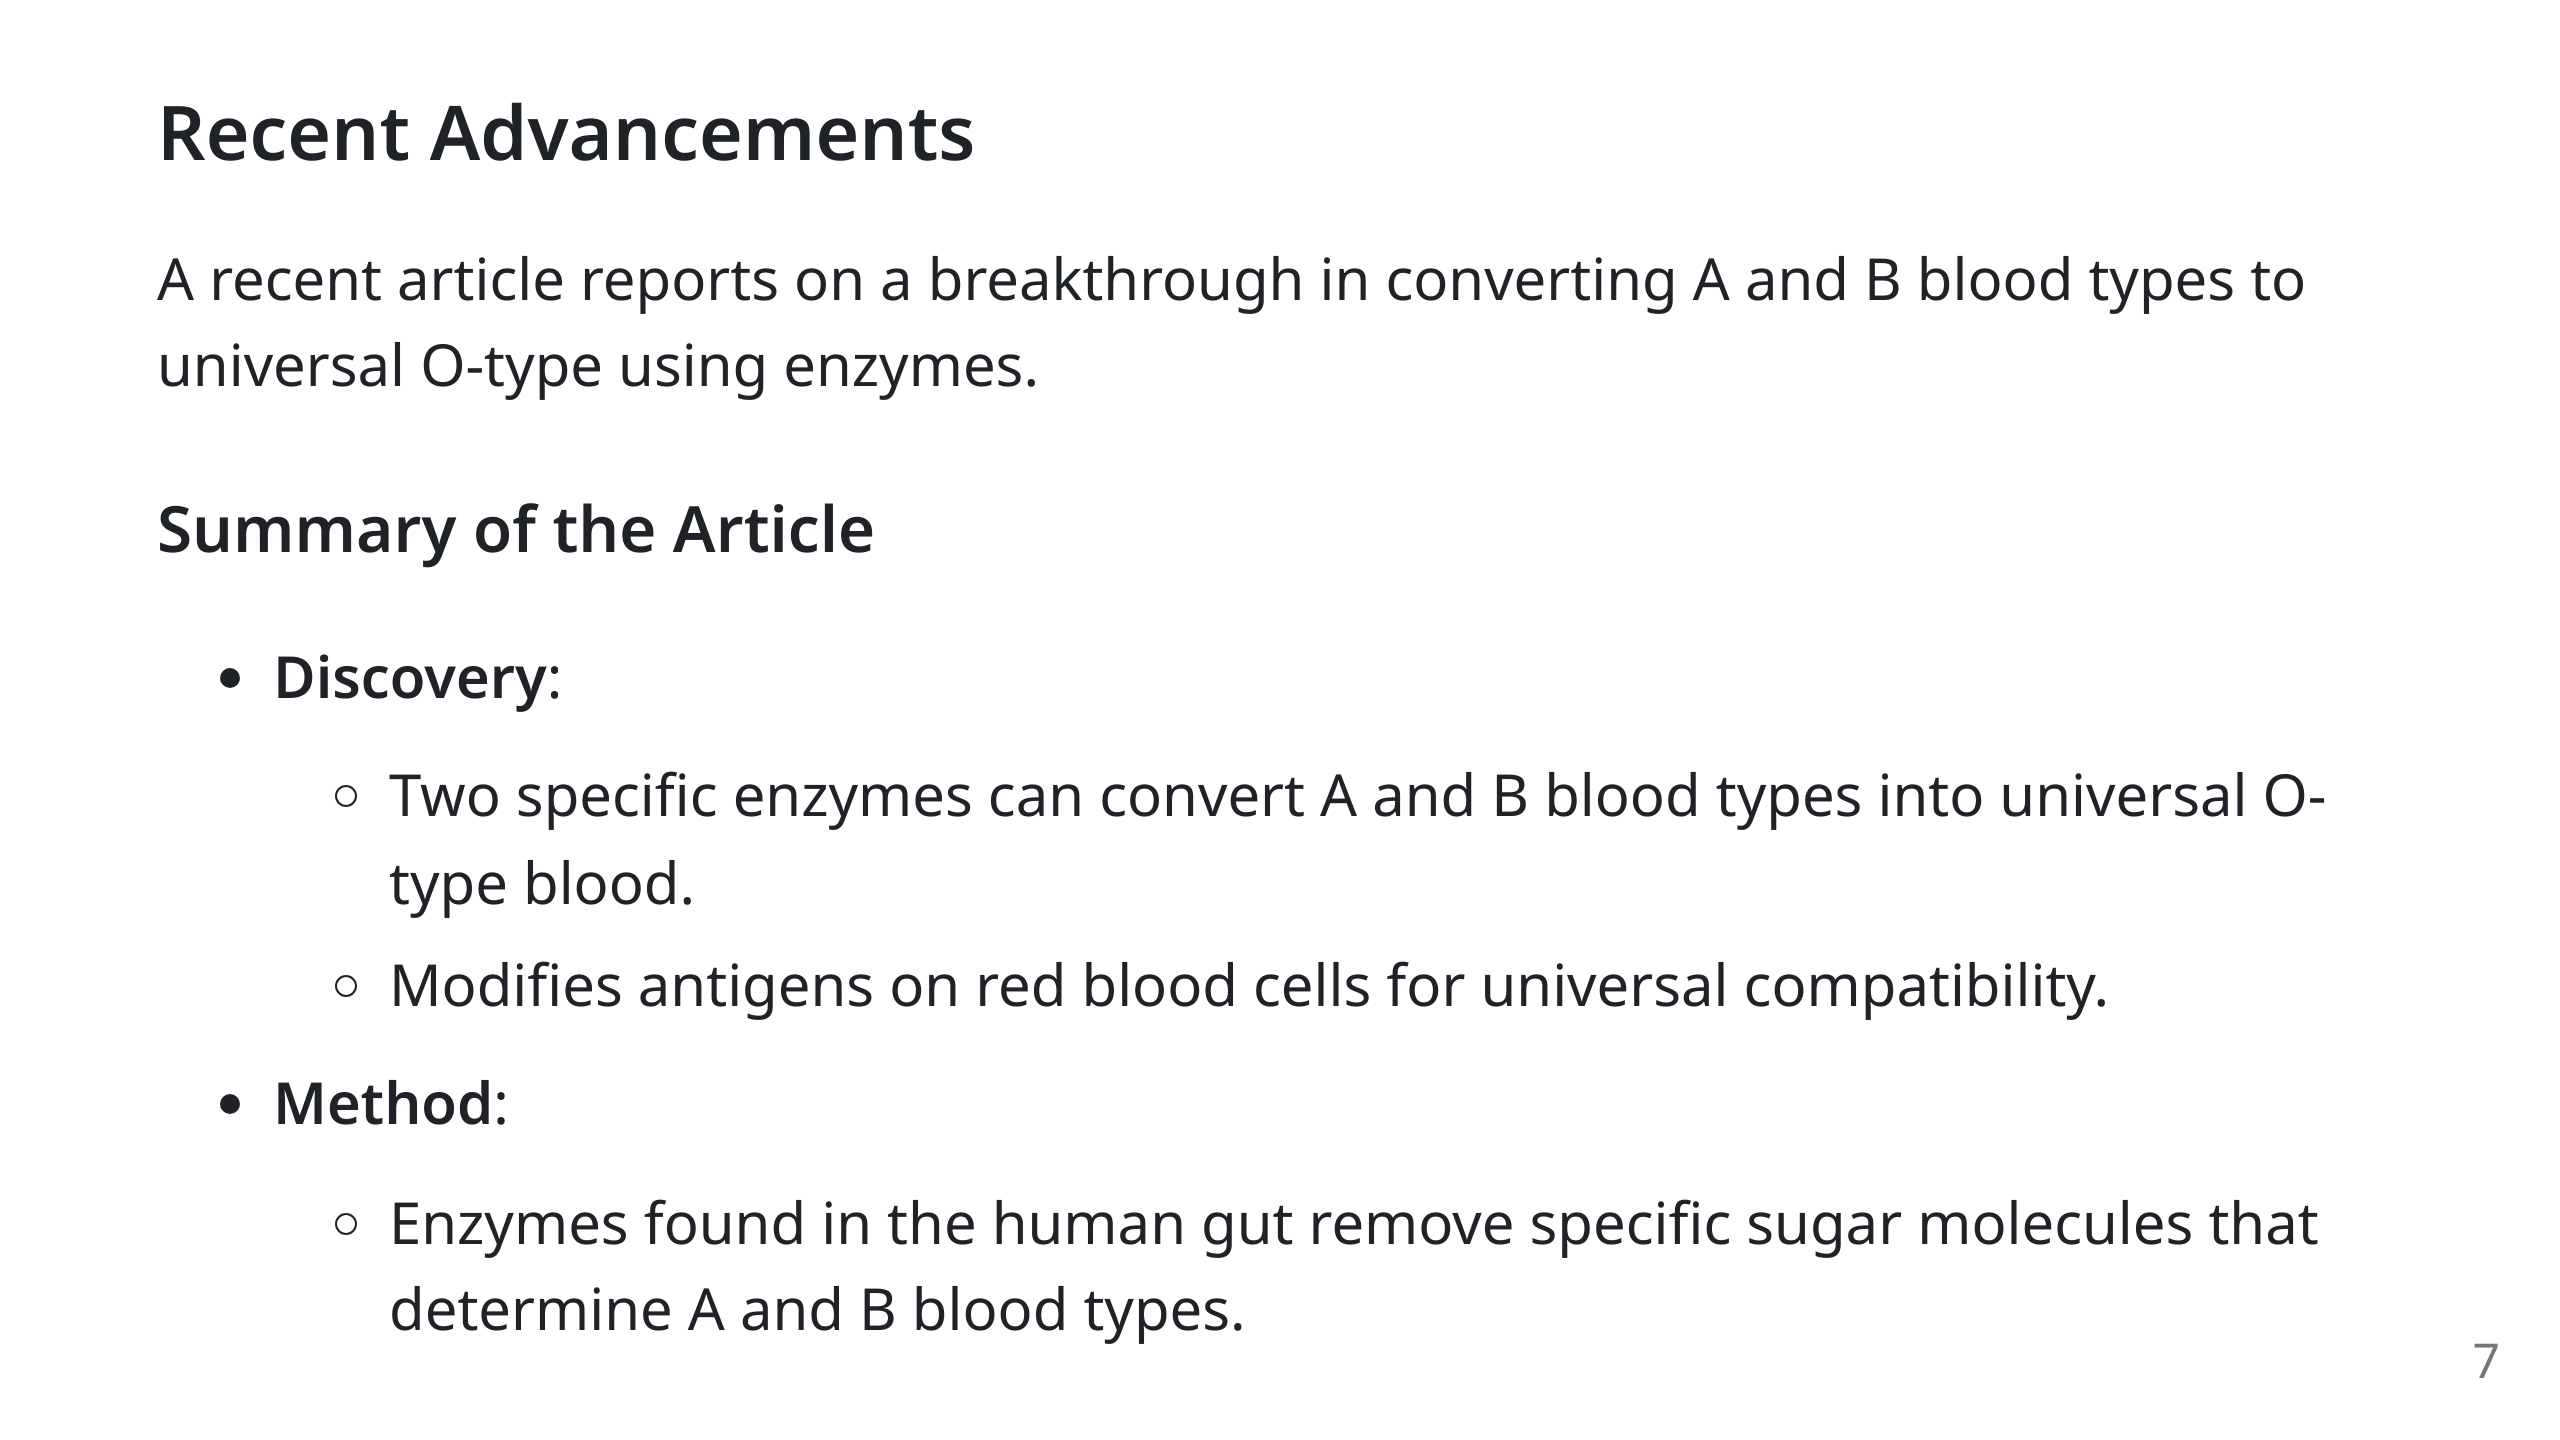 Recent Advancements
A recent article reports on a breakthrough in converting A and B blood types to
universal O-type using enzymes.
Summary of the Article
• Discovery:
○ Two specific enzymes can convert A and B blood types into universal O-
type blood.
○ Modifies antigens on red blood cells for universal compatibility.
• Method:
○ Enzymes found in the human gut remove specific sugar molecules that
determine A and B blood types.
7